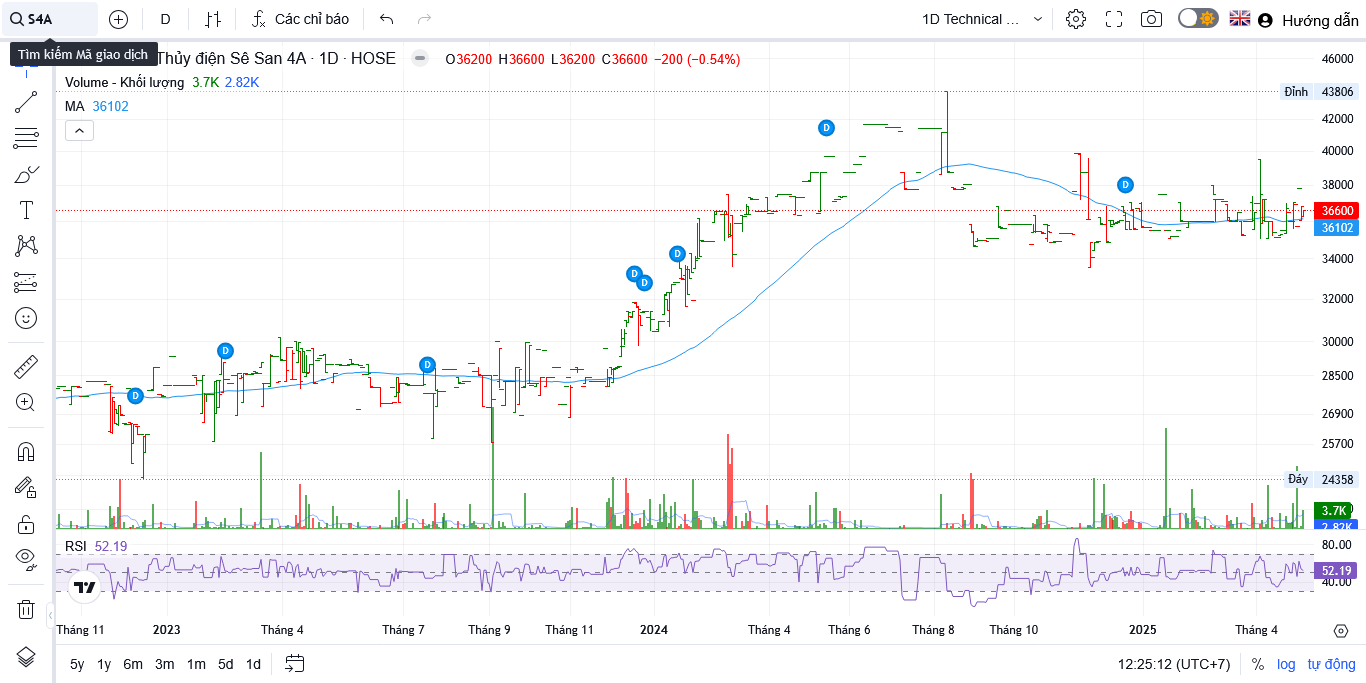 S4A
D
Các chỉ báo
1D Technical ...
Hướng dẫn
Tìm kiếm Mã giao dịch
Thủy điện Sê San 4A · 1D · HOSE
O36200 H36600 L36200 C36600 −200 (−0.54%)
Volume - Khối lượng 3.7K 2.82K
MA 36102
46000
Đỉnh 43806
42000
40000
38000
36600
36102
34000
32000
30000
28500
26900
25700
Đáy 24358
3.7K
2.82K
D
D
D
D
D
D
D
D
RSI 52.19
80.00
52.19
40.00
Tháng 11
2023
Tháng 4
Tháng 7
Tháng 9
Tháng 11
2024
Tháng 4
Tháng 6
Tháng 8
Tháng 10
2025
Tháng 4
5y 1y 6m 3m 1m 5d 1d
12:25:12 (UTC+7)
% log tự động